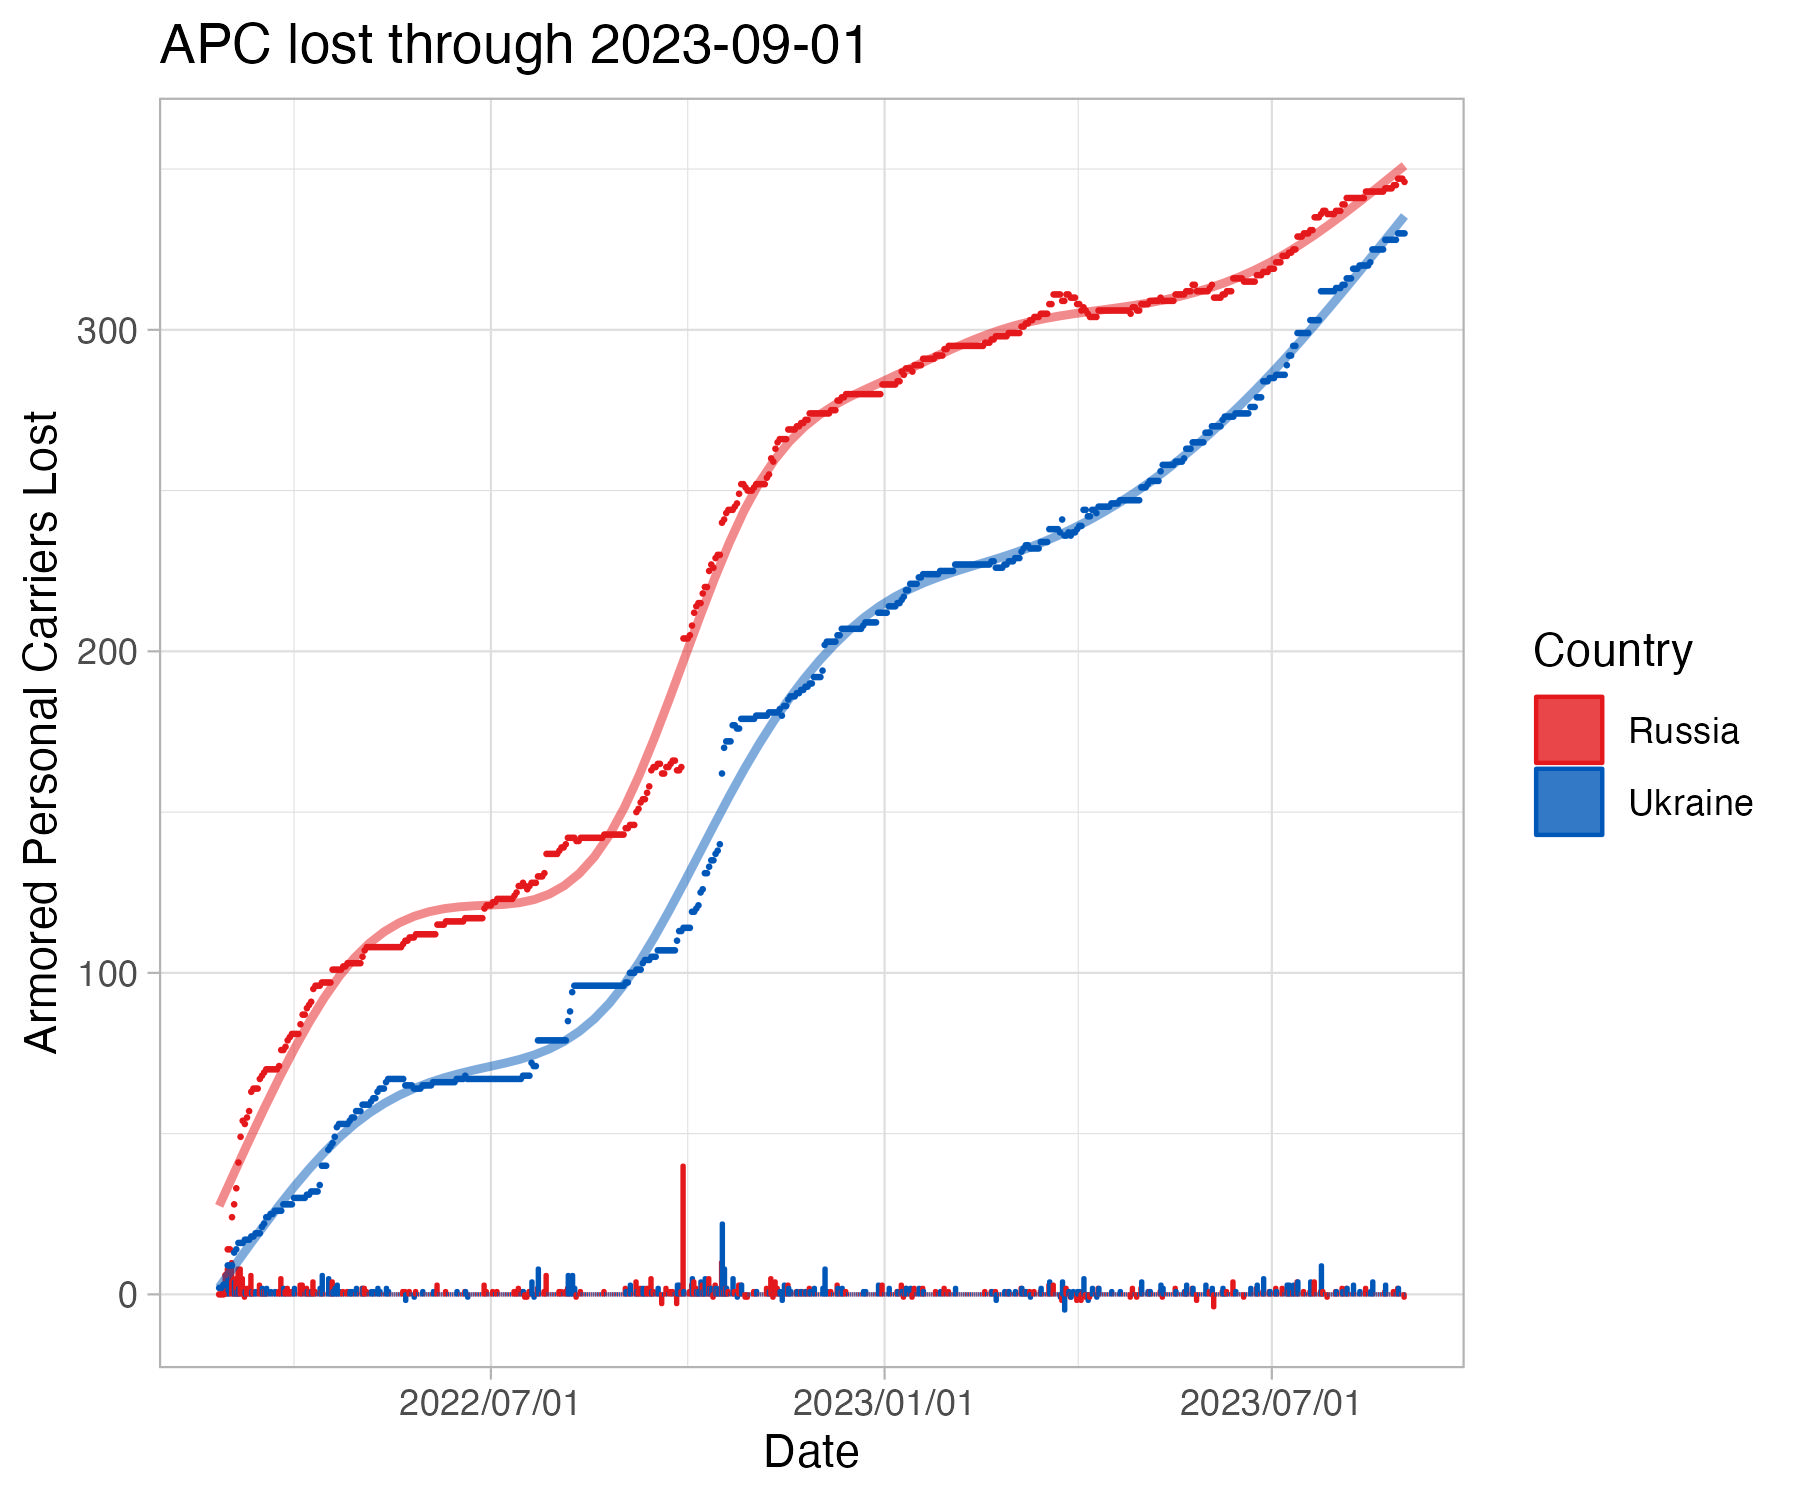 APC lost through 2023-09-01
Armored Personal Carriers Lost
300
200
100
0
2022/07/01
2023/01/01
2023/07/01
Date
Country
Russia
Ukraine